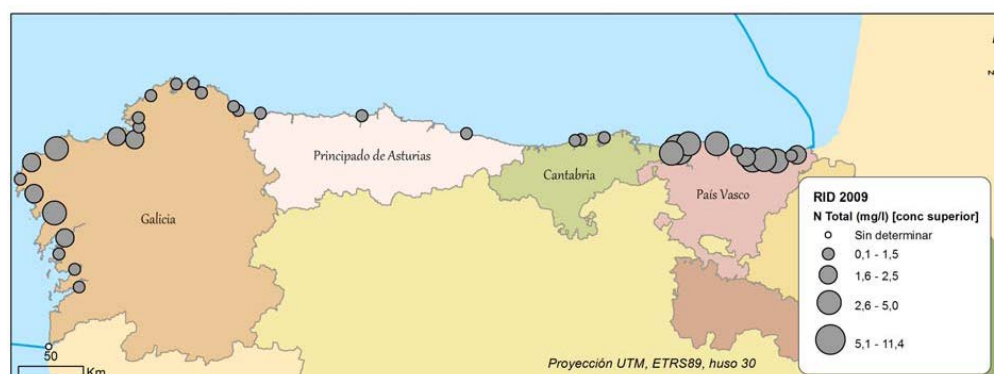 N
Principado de Asturias
Cantabria
País Vasco
Galicia
RID 2009
N Total (mg/l) [conc superior]
Sin determinar
0,1 - 1,5
1,6 - 2,5
2,6 - 5,0
5,1 - 11,4
50
Km
Proyección UTM, ETRS89, huso 30